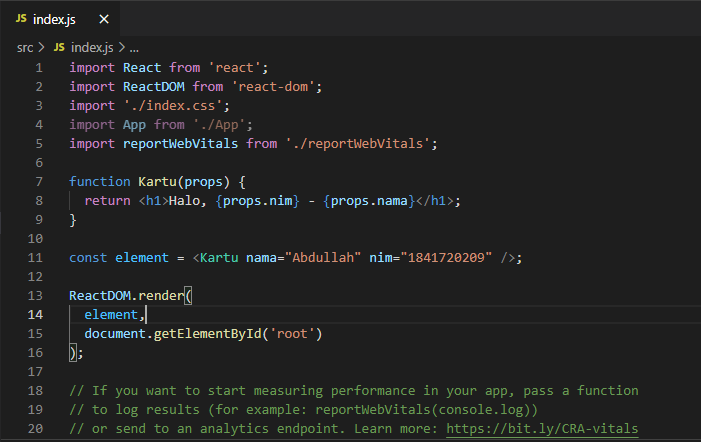 JS index.js ×
src > JS index.js > ...
1 import React from 'react';
2 import ReactDOM from 'react-dom';
3 import './index.css';
4 import App from './App';
5 import reportWebVitals from './reportWebVitals';
6
7 function Kartu(props) {
8   return <h1>Halo, {props.nim} - {props.nama}</h1>;
9 }
10
11 const element = <Kartu nama="Abdullah" nim="1841720209" />;
12
13 ReactDOM.render(
14   element,
15   document.getElementById('root')
16 );
17
18 // If you want to start measuring performance in your app, pass a function
19 // to log results (for example: reportWebVitals(console.log))
20 // or send to an analytics endpoint. Learn more: https://bit.ly/CRA-vitals